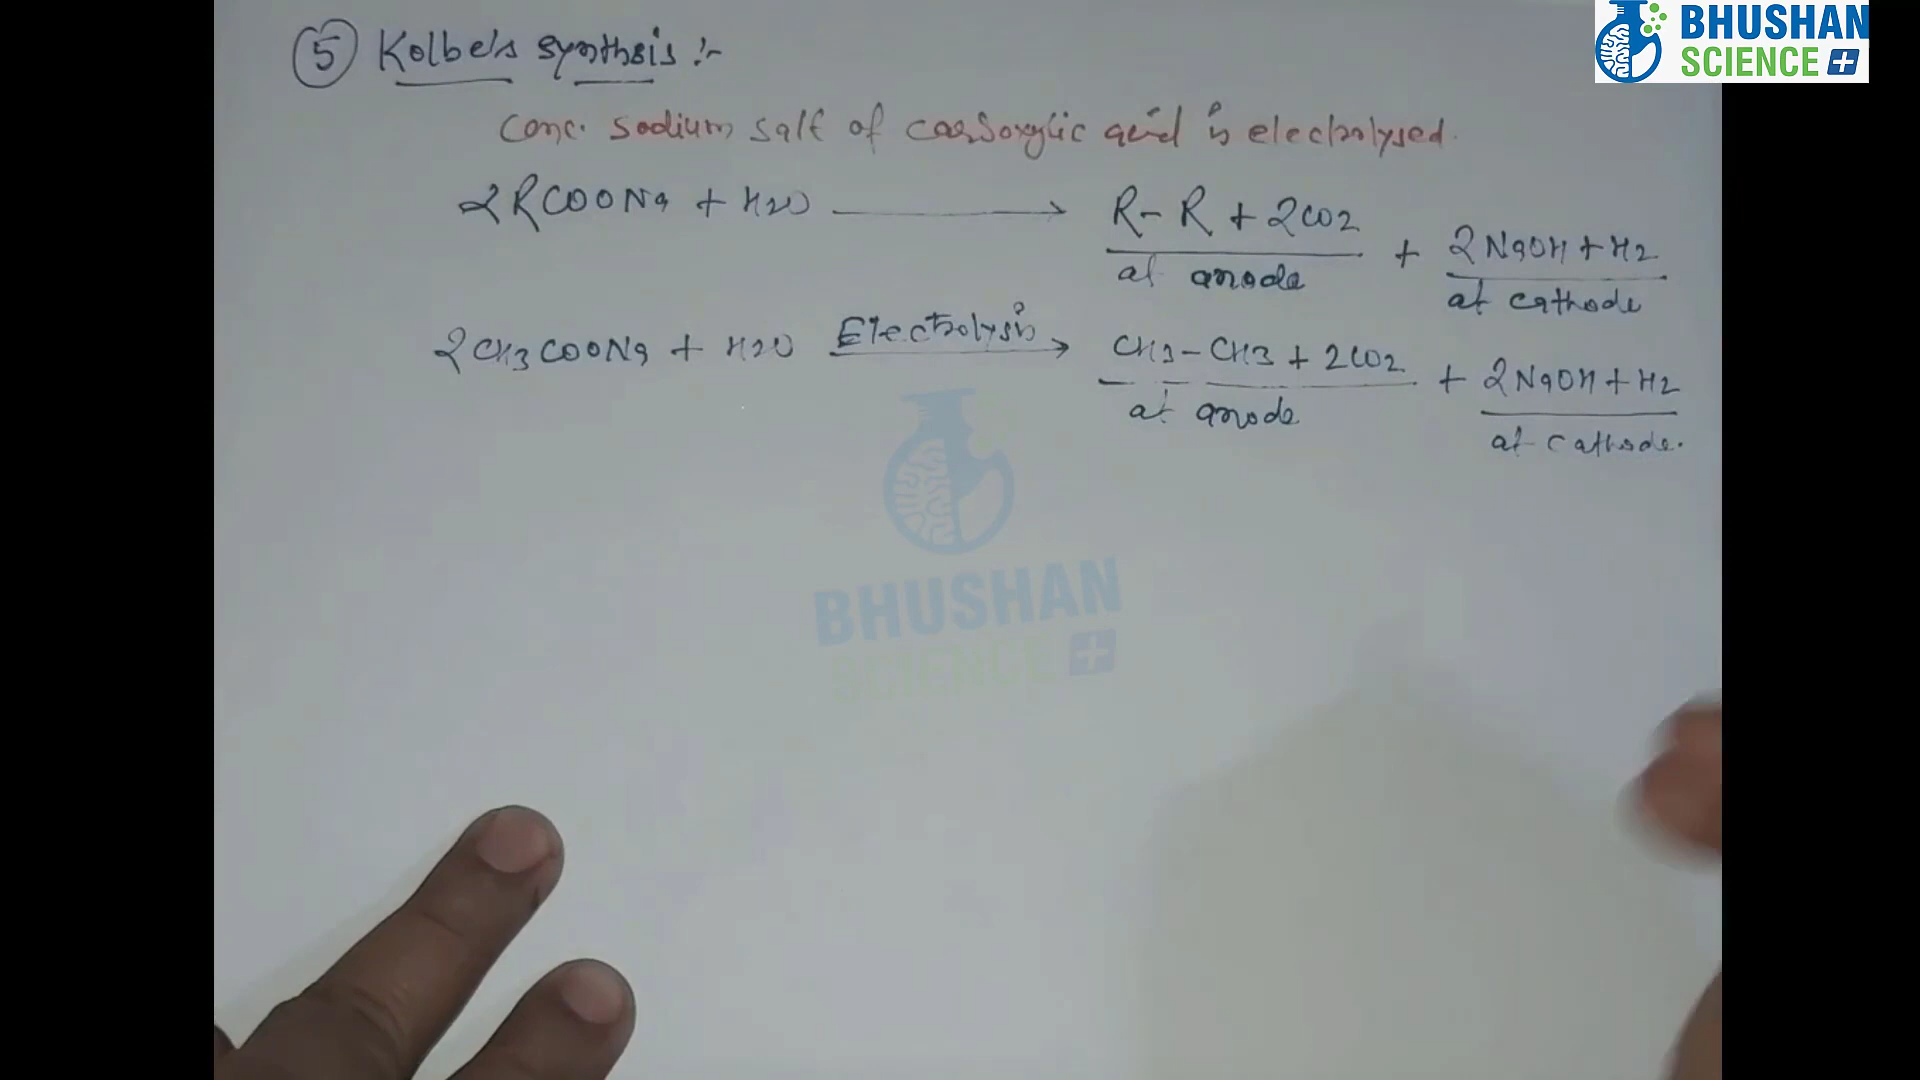 BHUSHAN
SCIENCE +
5 Kolbe's synthsis :-
Conc. Sodium salt of carboxylic acid is electrolysed.
2RCOONa + H2O → R-R + 2CO2 + 2NaOH + H2
at anode at cathode
2CH3COONa + H2O Electrolysis → CH3-CH3 + 2CO2 + 2NaOH + H2
at anode at cathode.
BHUSHAN
SCIENCE +